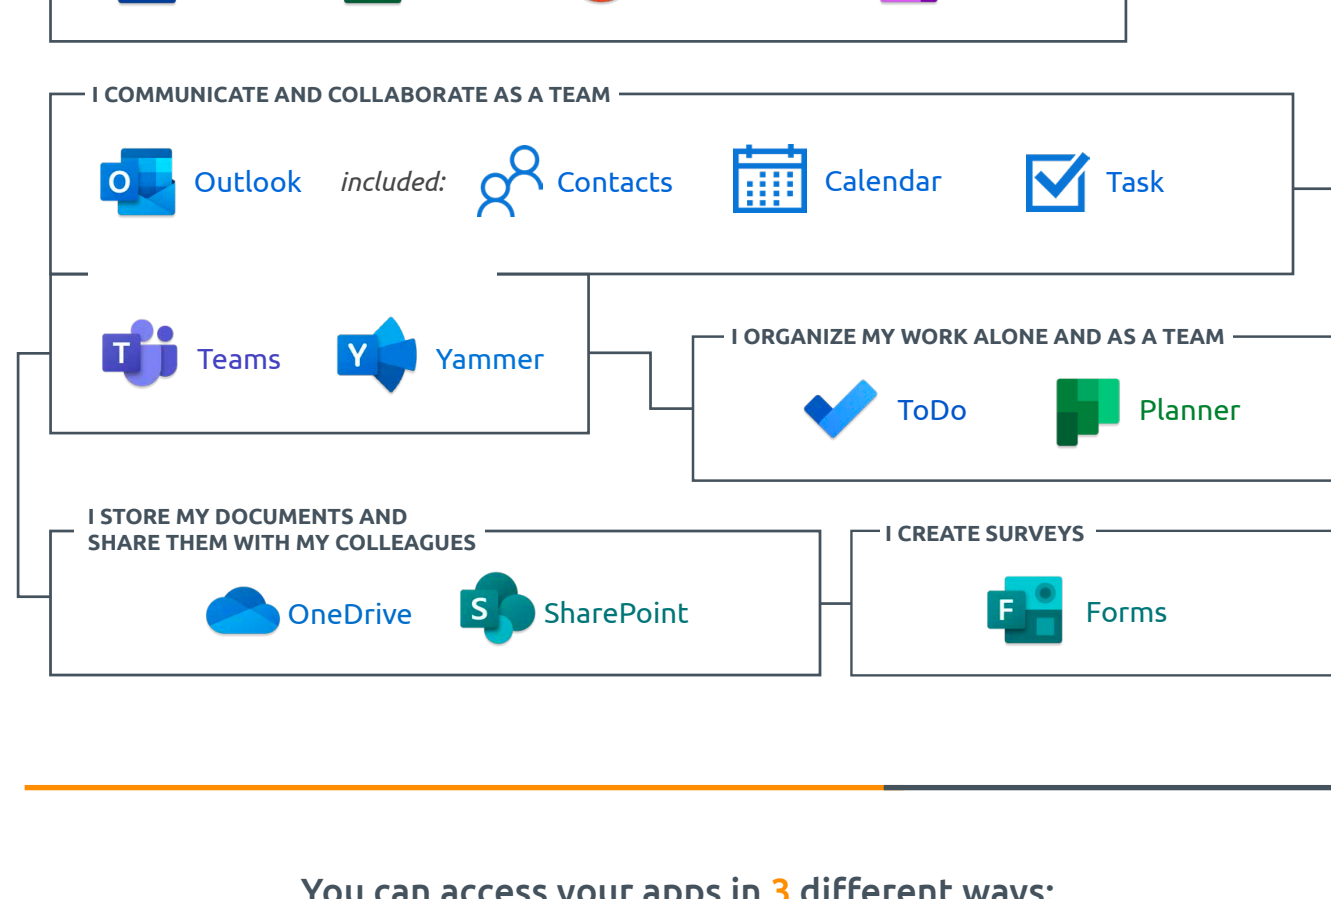 I COMMUNICATE AND COLLABORATE AS A TEAM
O Outlook included: Contacts Calendar Task
T Teams Y Yammer
I ORGANIZE MY WORK ALONE AND AS A TEAM
ToDo Planner
I STORE MY DOCUMENTS AND
SHARE THEM WITH MY COLLEAGUES
OneDrive S SharePoint
I CREATE SURVEYS
F Forms
You can access your apps in 3 different ways: